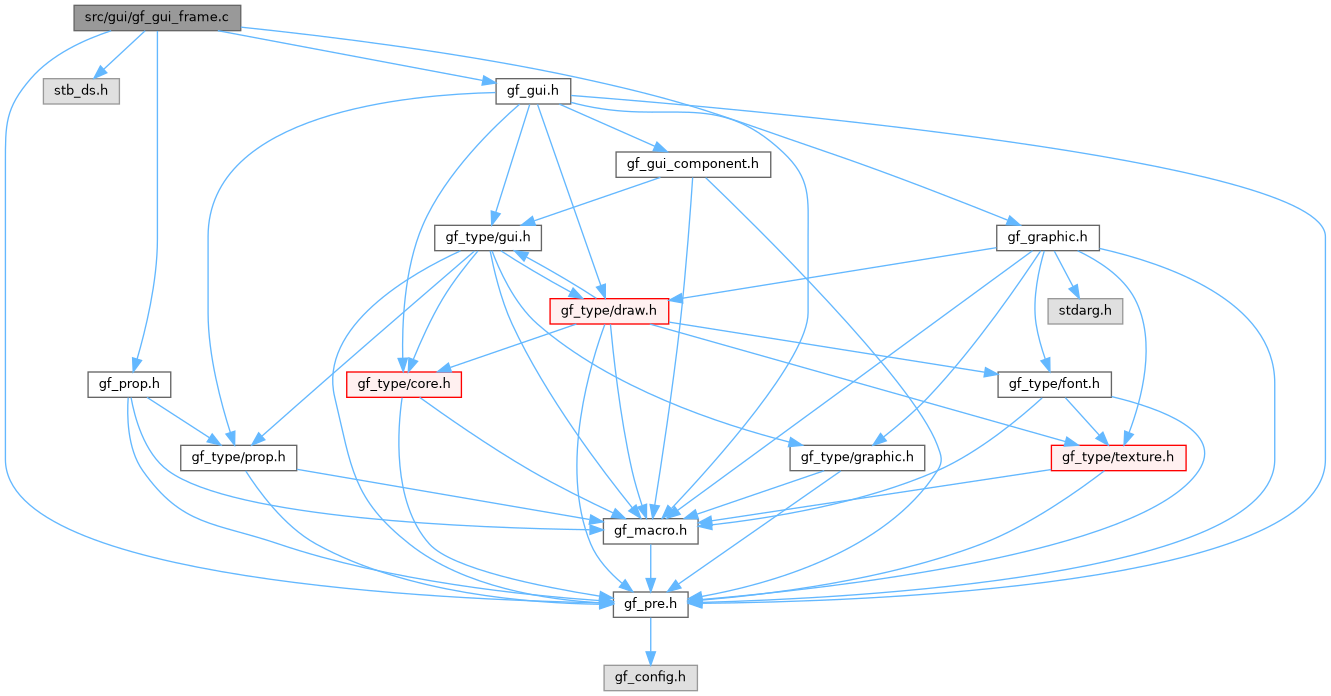 src/gui/gf_gui_frame.c
stb_ds.h
gf_gui.h
gf_gui_component.h
gf_type/gui.h
gf_graphic.h
gf_type/draw.h
stdarg.h
gf_prop.h
gf_type/core.h
gf_type/font.h
gf_type/prop.h
gf_type/graphic.h
gf_type/texture.h
gf_macro.h
gf_pre.h
gf_config.h